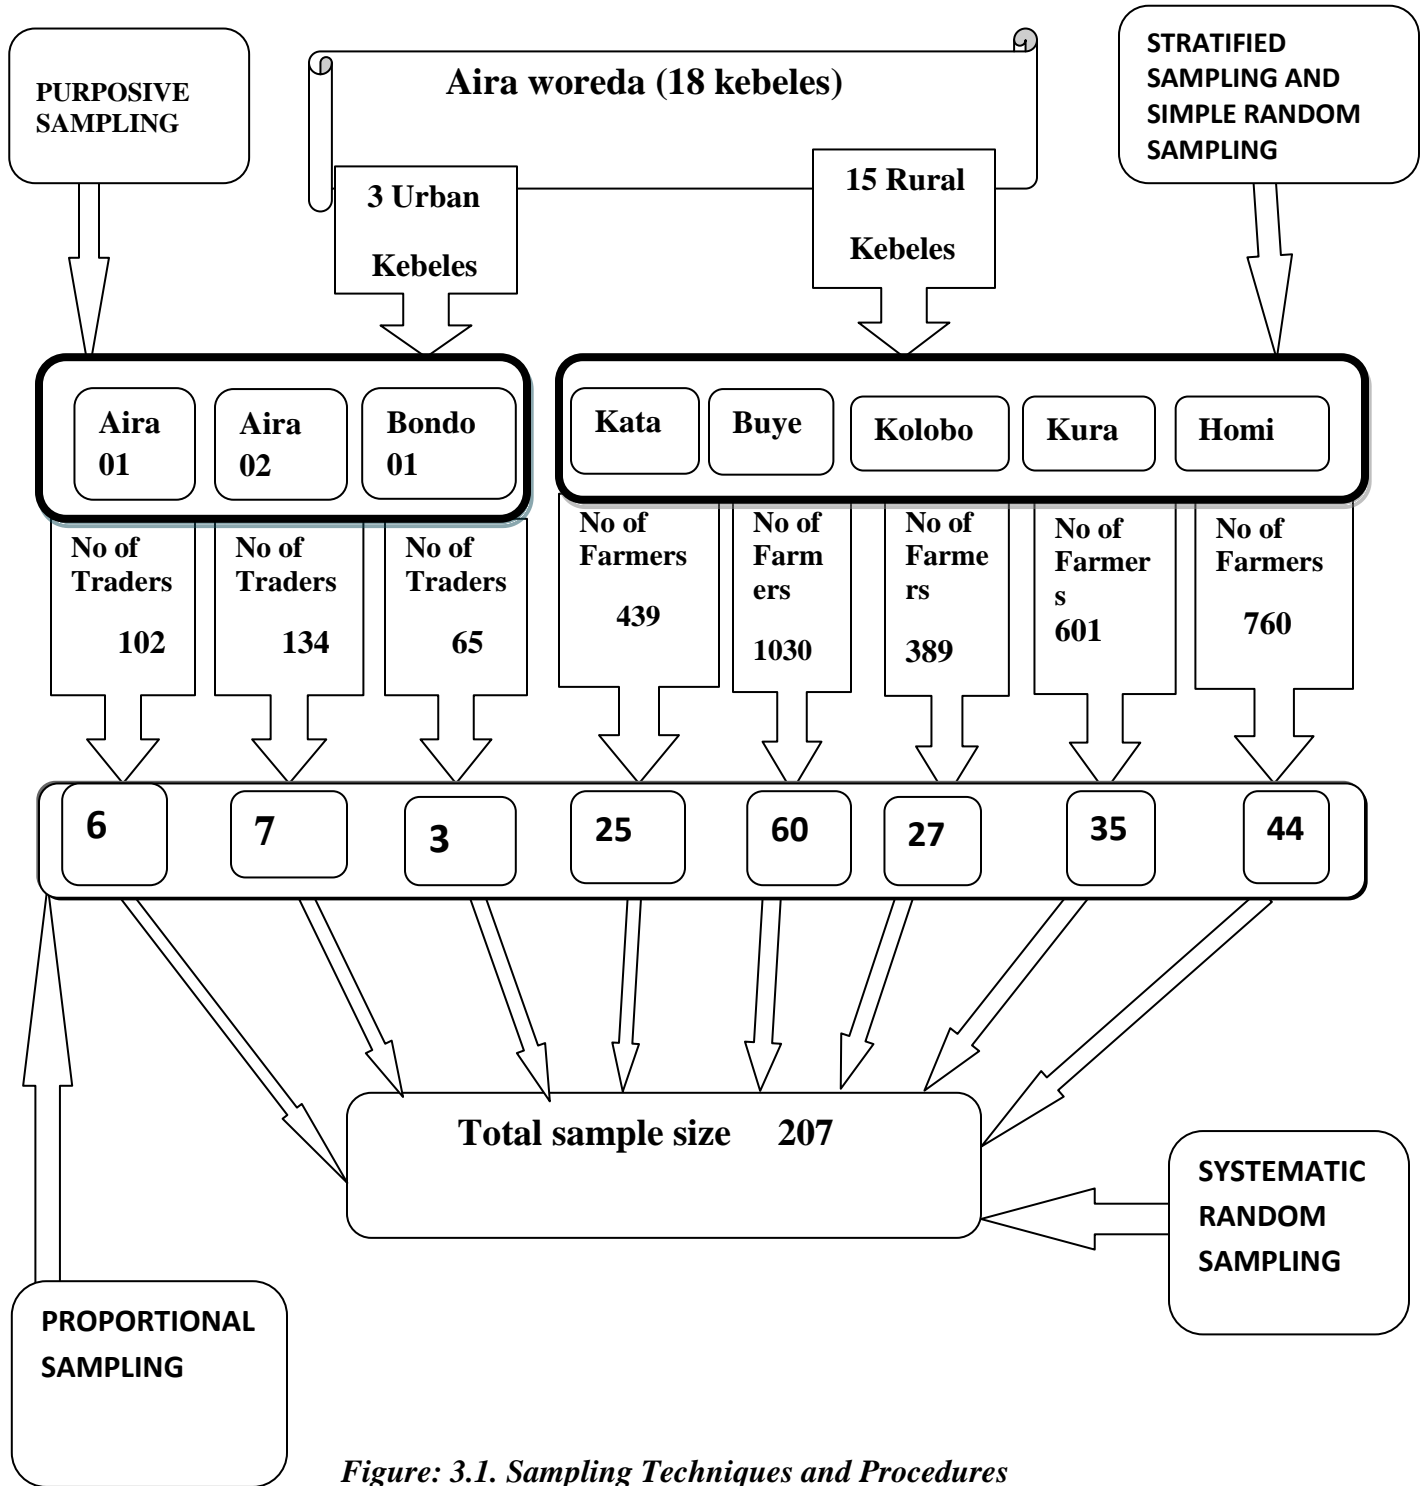 PURPOSIVE
SAMPLING
Aira woreda (18 kebeles)
STRATIFIED
SAMPLING AND
SIMPLE RANDOM
SAMPLING
3 Urban
Kebeles
15 Rural
Kebeles
Aira
01
Aira
02
Bondo
01
Kata
Buye
Kolobo
Kura
Homi
No of
Traders
102
No of
Traders
134
No of
Traders
65
No of
Farmers
439
No of
Farm
ers
1030
No of
Farme
rs
389
No of
Farmer
s
601
No of
Farmers
760
6
7
3
25
60
27
35
44
Total sample size 207
SYSTEMATIC
RANDOM
SAMPLING
PROPORTIONAL
SAMPLING
Figure: 3.1. Sampling Techniques and Procedures